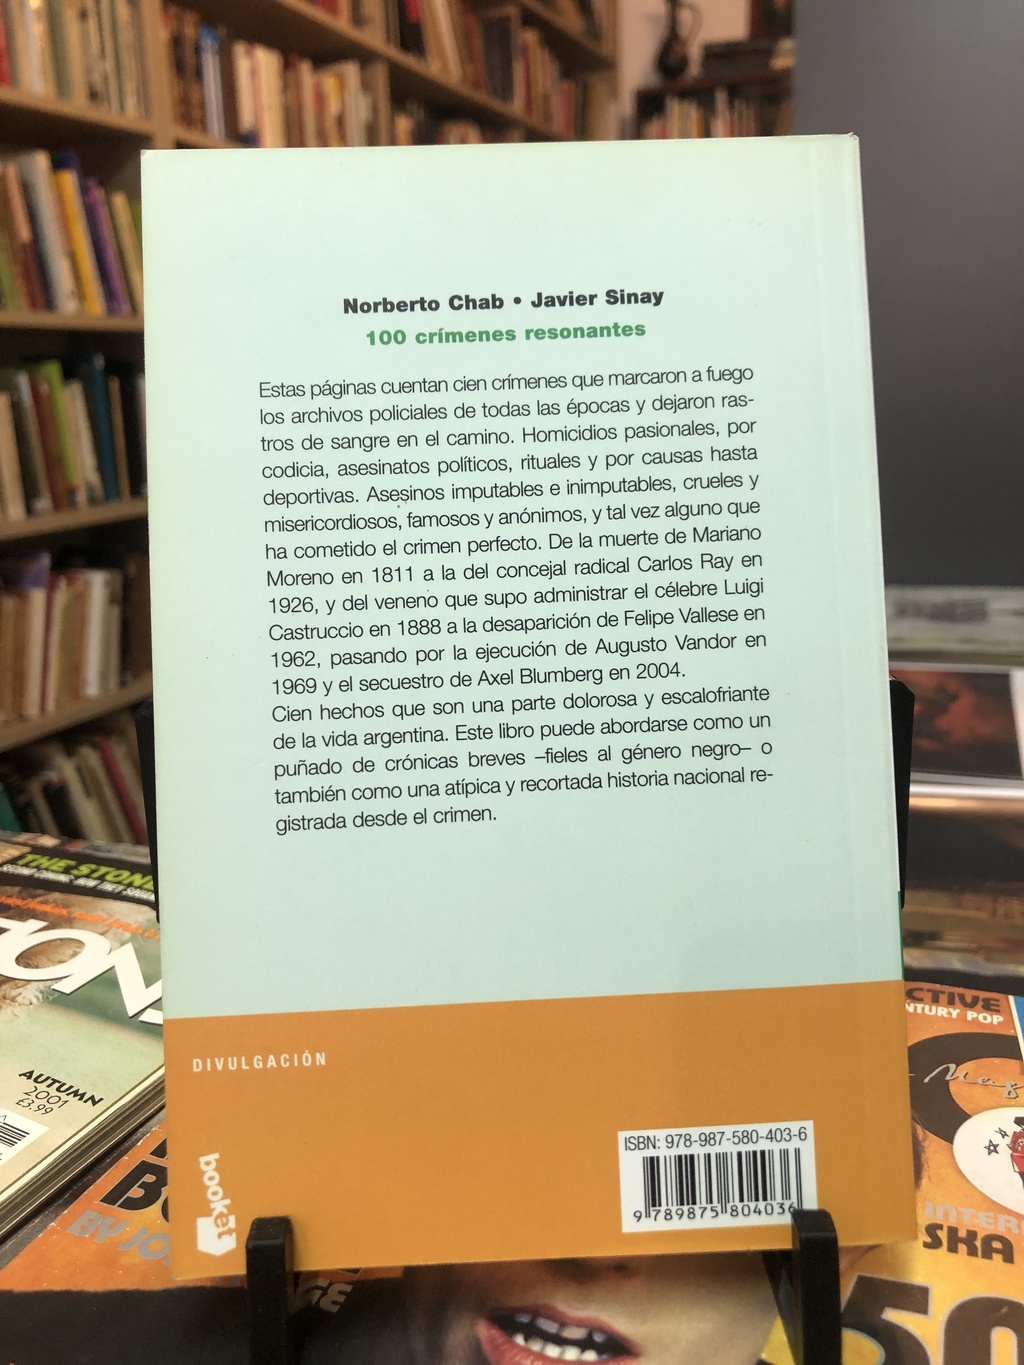 Norberto Chab • Javier Sinay
100 crímenes resonantes
Estas páginas cuentan cien crímenes que marcaron a fuego
los archivos policiales de todas las épocas y dejaron ras-
tros de sangre en el camino. Homicidios pasionales, por
codicia, asesinatos políticos, rituales y por causas hasta
deportivas. Asesinos imputables e inimputables, crueles y
misericordiosos, famosos y anónimos, y tal vez alguno que
ha cometido el crimen perfecto. De la muerte de Mariano
Moreno en 1811 a la del concejal radical Carlos Ray en
1926, y del veneno que supo administrar el célebre Luigi
Castruccio en 1888 a la desaparición de Felipe Vallese en
1962, pasando por la ejecución de Augusto Vandor en
1969 y el secuestro de Axel Blumberg en 2004.
Cien hechos que son una parte dolorosa y escalofriante
de la vida argentina. Este libro puede abordarse como un
puñado de crónicas breves –fieles al género negro– o
también como una atípica y recortada historia nacional re-
gistrada desde el crimen.
DIVULGACIÓN
ISBN: 978-987-580-403-6
9 789875 804036
booket
THE STONE
AUTUMN
2001
£3.99
BY JO
CTIVE
NTURY POP
INTER
SKA
50